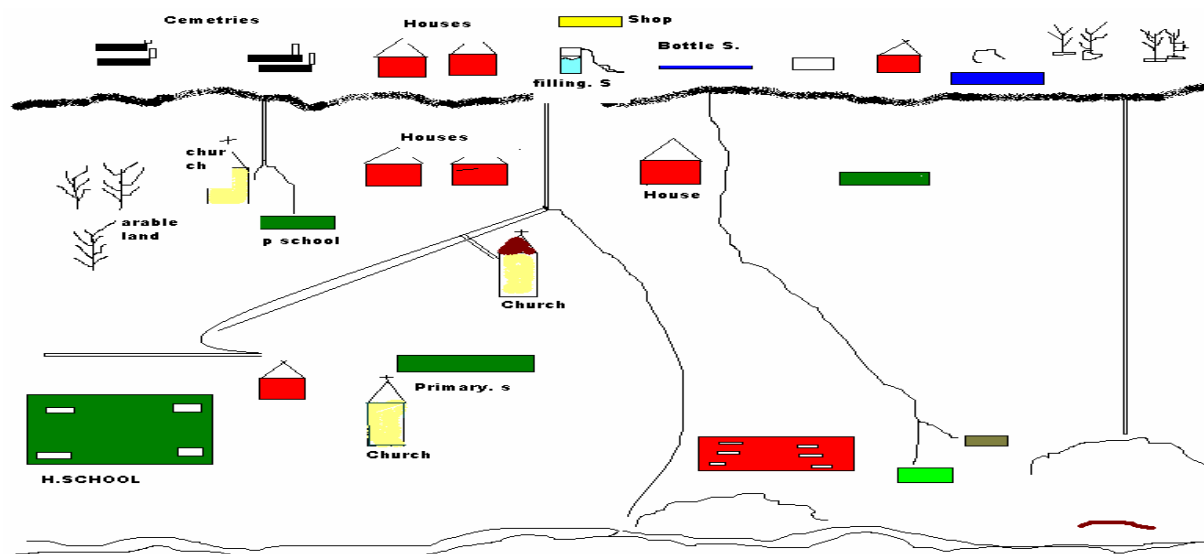 Cemetries
Houses
Shop
Bottle S.
filling. S
chur
ch
Houses
House
arable
land
p school
Church
Primary. s
Church
H.SCHOOL